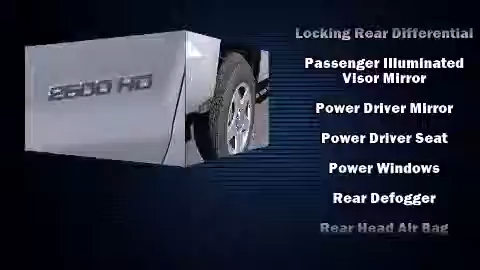 Locking Rear Differential
2500 HD
Passenger Illuminated
Visor Mirror
Power Driver Mirror
Power Driver Seat
Power Windows
Rear Defogger
Rear Head Air Bag